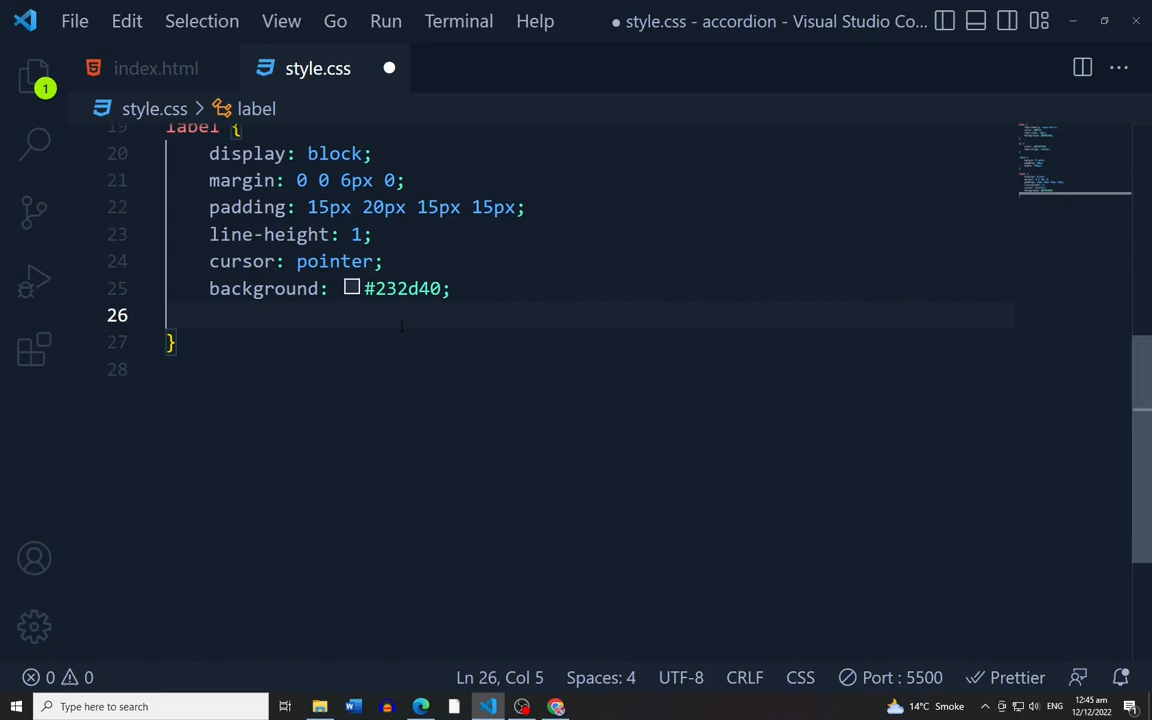 File Edit Selection View Go Run Terminal Help ● style.css - accordion - Visual Studio Co...
index.html style.css
style.css > label
1
19 label {
20 display: block;
21 margin: 0 0 6px 0;
22 padding: 15px 20px 15px 15px;
23 line-height: 1;
24 cursor: pointer;
25 background: #232d40;
26
27 }
28
0 0 Ln 26, Col 5 Spaces: 4 UTF-8 CRLF CSS Port : 5500 Prettier
Type here to search 14°C Smoke ENG 12:45 am
12/12/2022 1